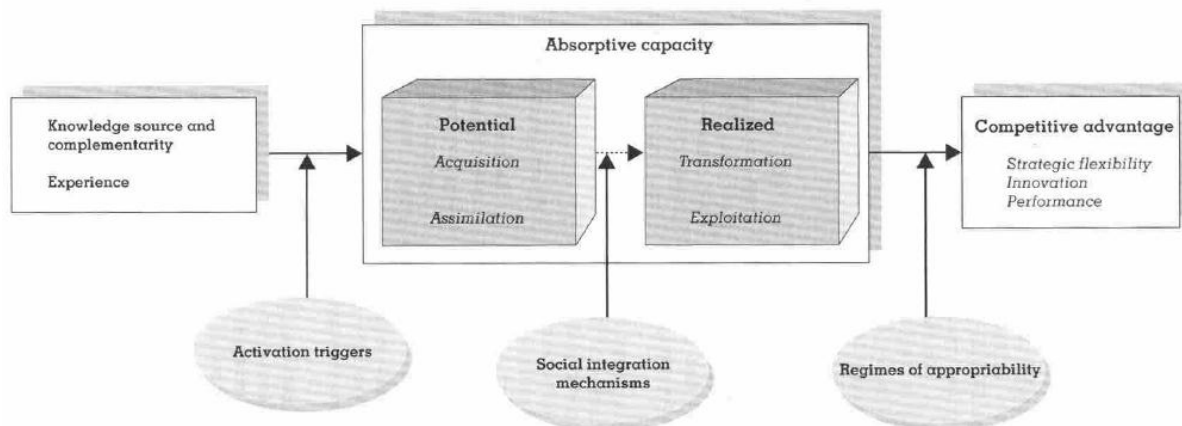 Absorptive capacity
Knowledge source and
complementarity
Experience
Potential
Acquisition
Assimilation
Realized
Transformation
Exploitation
Competitive advantage
Strategic flexibility
Innovation
Performance
Activation triggers
Social integration
mechanisms
Regimes of appropriability